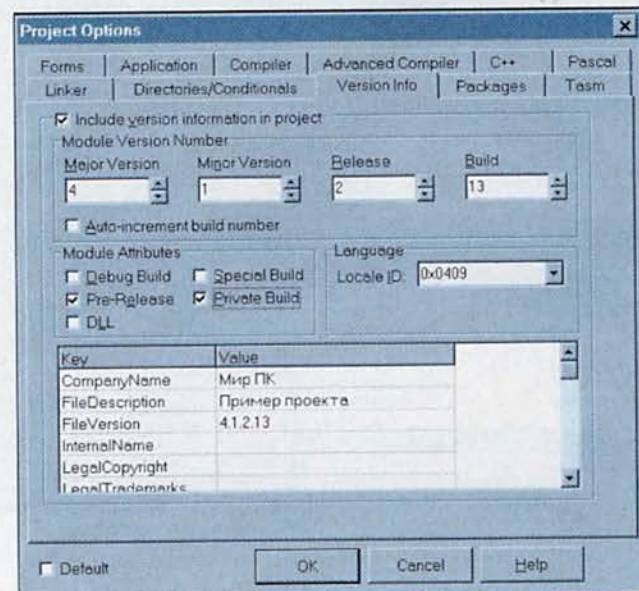 Project Options
Forms Application Compiler Advanced Compiler C++ Pascal
Linker Directories/Conditionals Version Info Packages Tasm
Include version information in project
Module Version Number
Major Version Minor Version Release Build
4 1 2 13
Auto-increment build number
Module Attributes
Debug Build Special Build
Pre-Release Private Build
DLL
Language
Locale ID: 0x0409
Key Value
CompanyName Мир ПК
FileDescription Пример проекта
FileVersion 4.1.2.13
InternalName
LegalCopyright
LegalTrademarks
Default OK Cancel Help